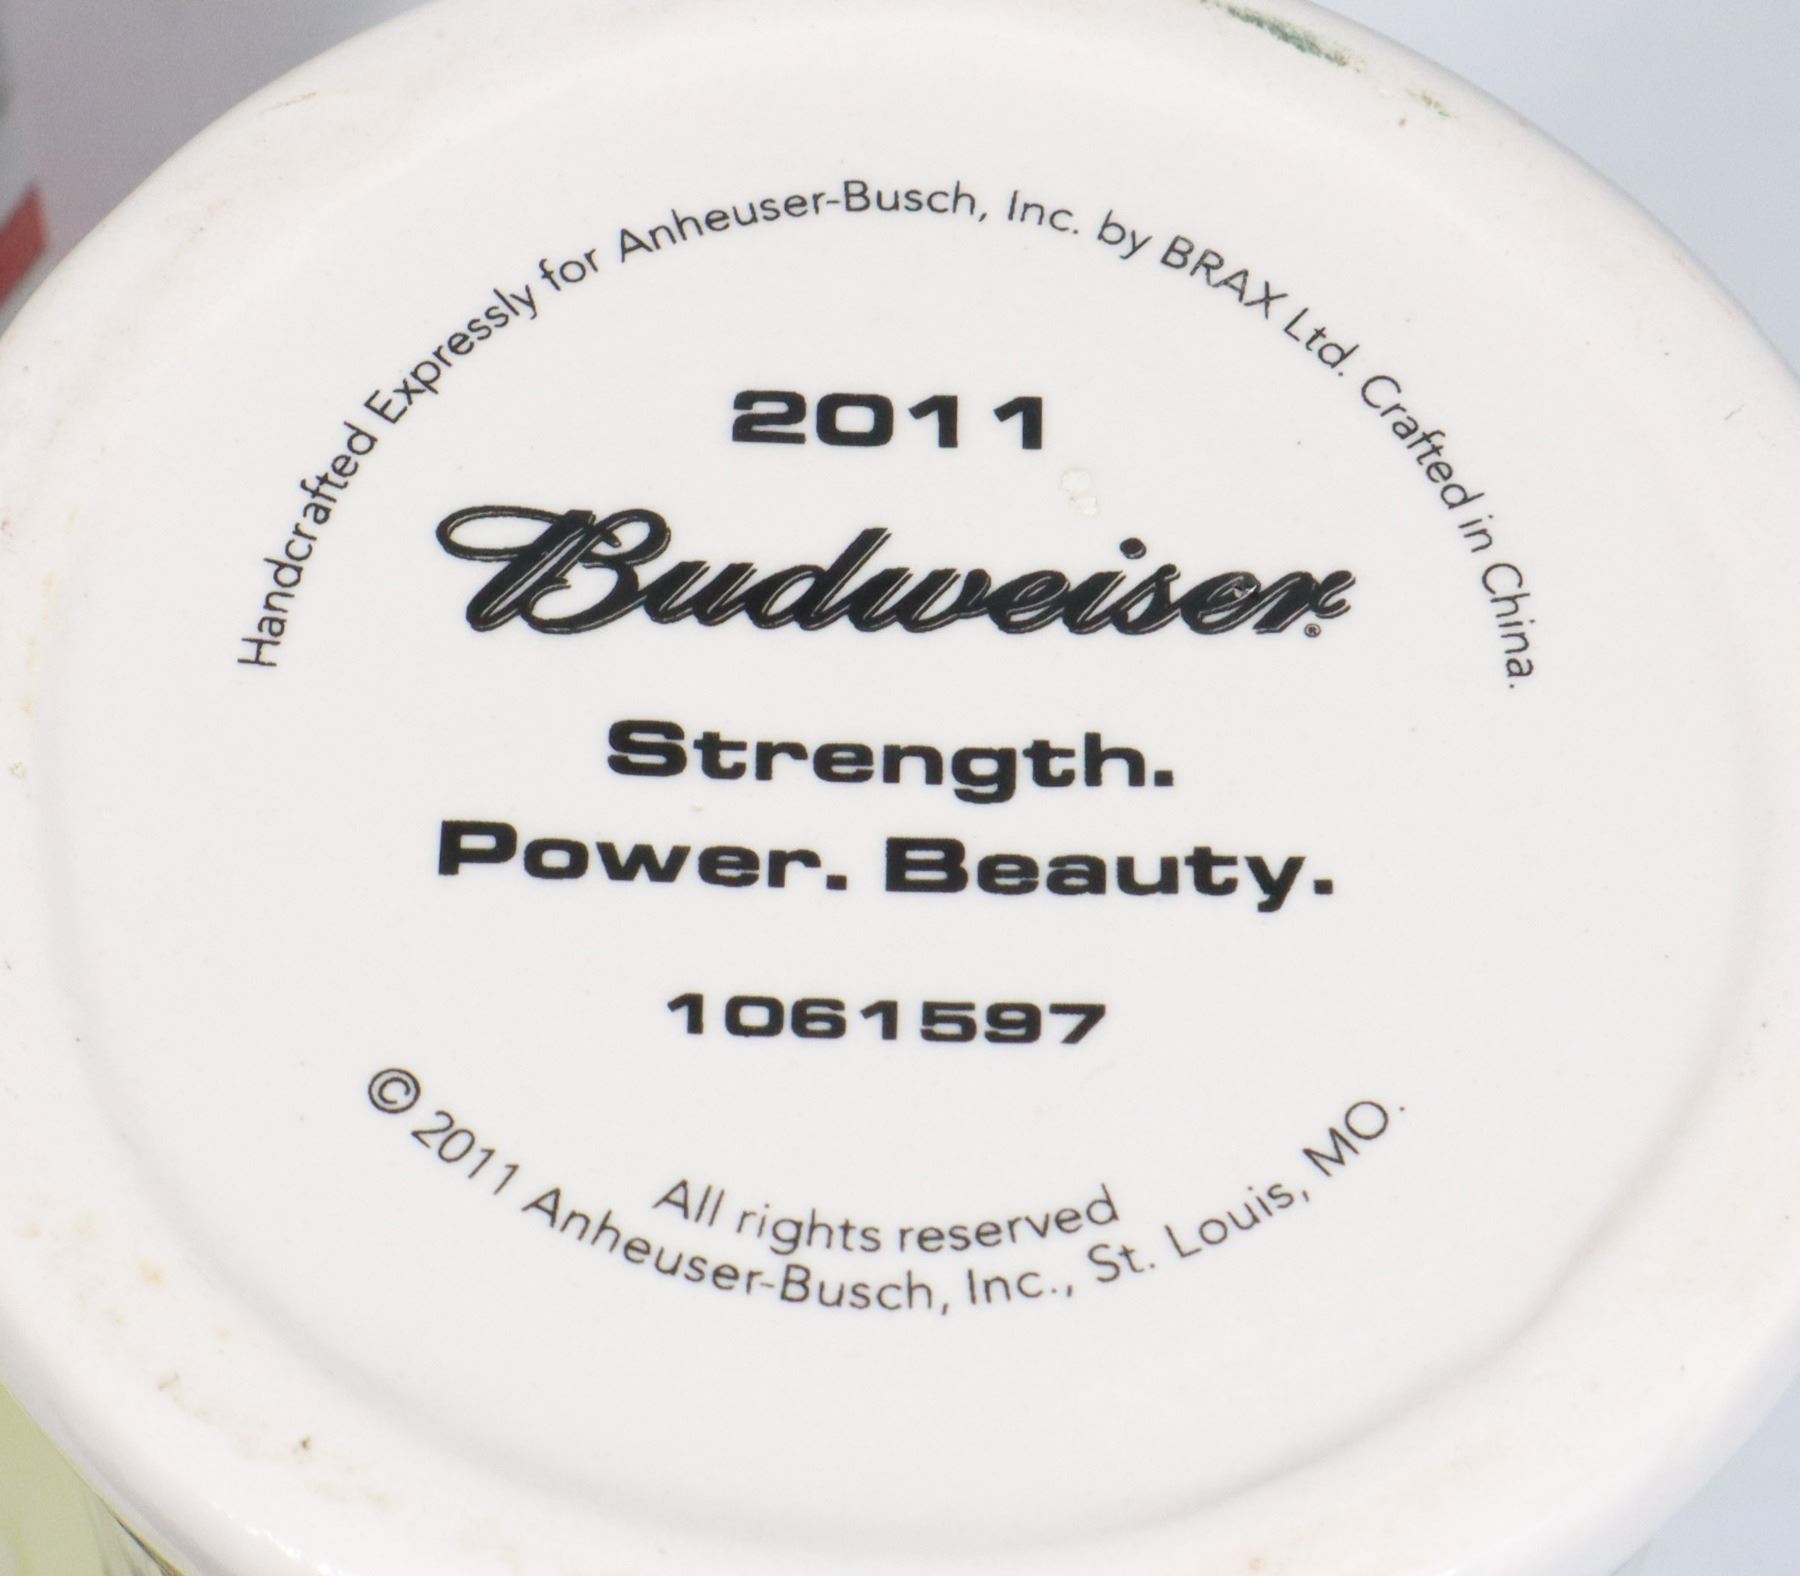 Handcrafted Expressly for Anheuser-Busch, Inc. by BRAX Ltd. Crafted in China.
2011
Budweiser®
Strength.
Power. Beauty.
1061597
All rights reserved
© 2011 Anheuser-Busch, Inc., St. Louis, MO.